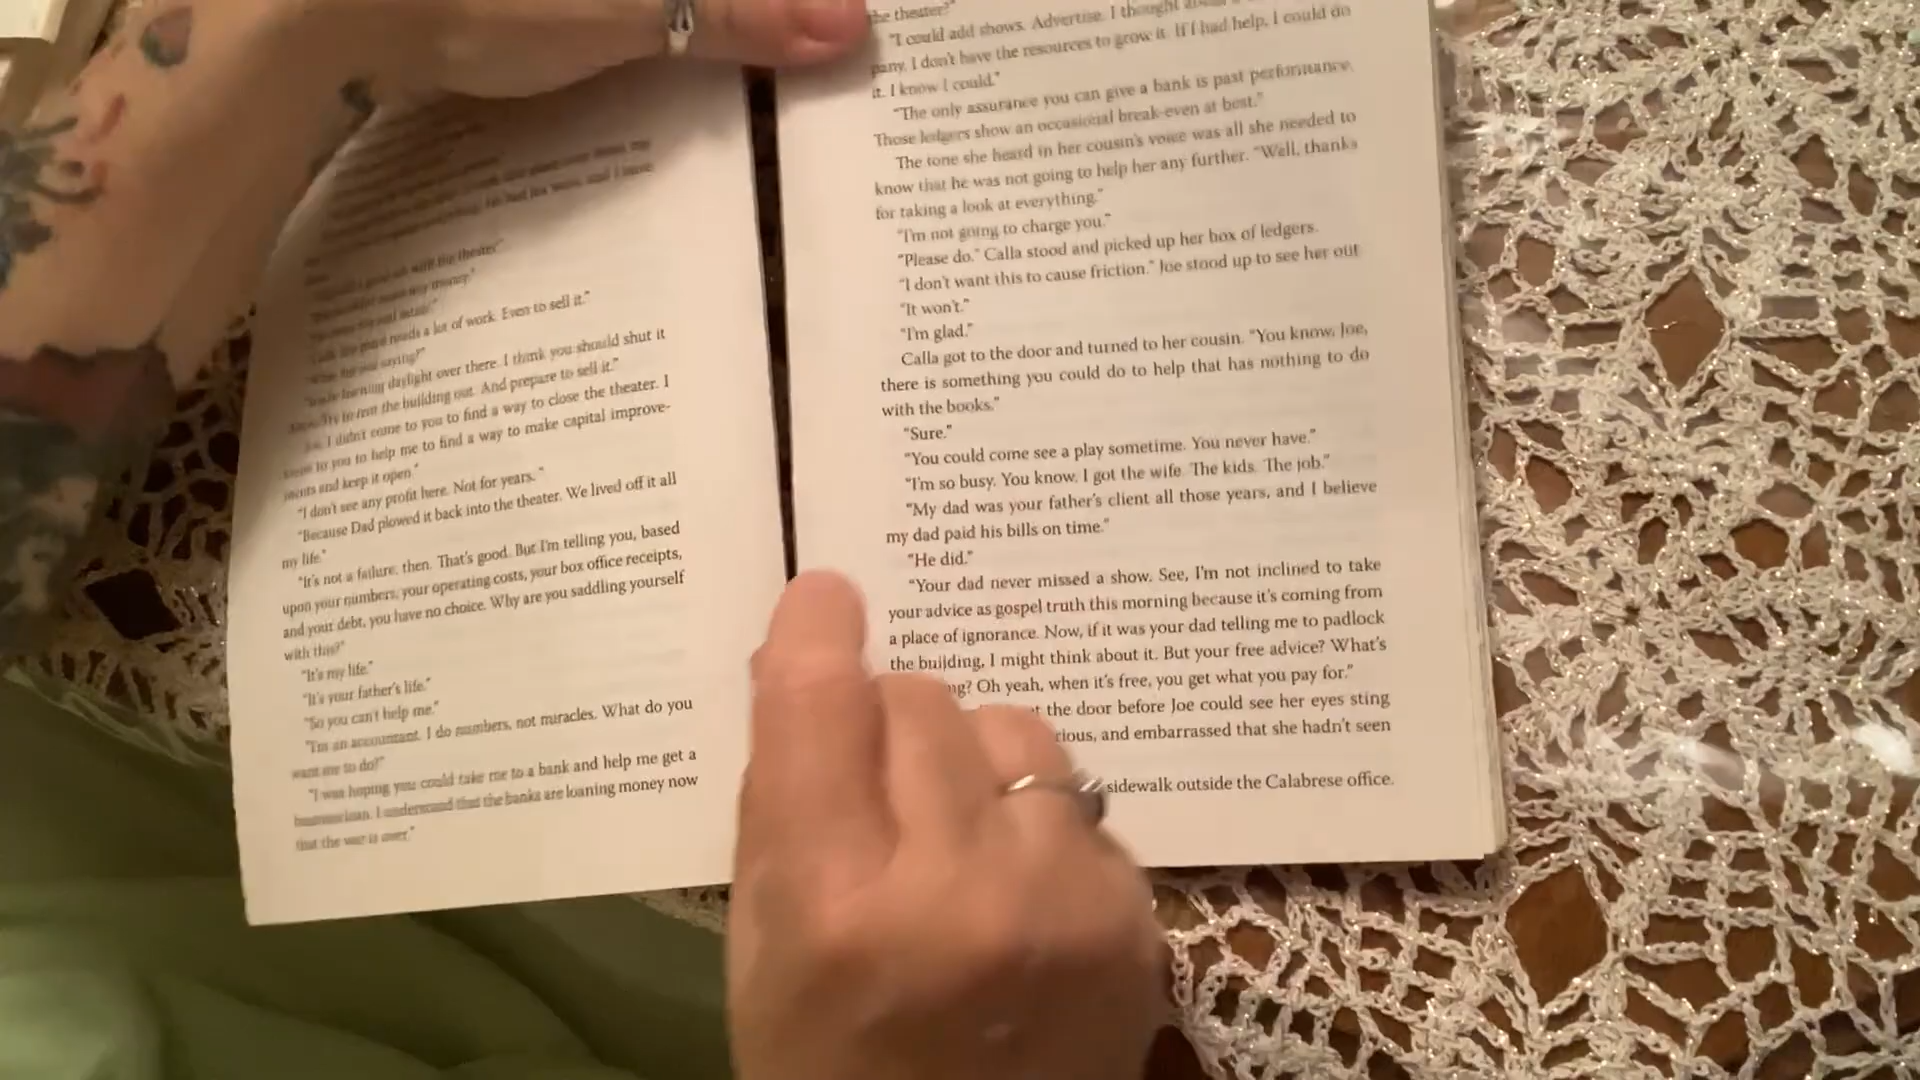 with the theater."
a lot of work. Even to sell it."
burning daylight over there. I think you should shut it
to rent the building out. And prepare to sell it."
I didn't come to you to find a way to close the theater. I
to you to help me to find a way to make capital improve-
ments and keep it open."
"I don't see any profit here. Not for years."
"Because Dad plowed it back into the theater. We lived off it all
my life."
"It's not a failure, then. That's good. But I'm telling you, based
upon your numbers, your operating costs, your box office receipts,
and your debt, you have no choice. Why are you saddling yourself
with this?"
"It's my life."
"It's your father's life."
"So you can't help me."
"I'm an accountant. I do numbers, not miracles. What do you
want me to do?"
"I was hoping you could take me to a bank and help me get a
business loan. I understand that the banks are loaning money now
that the war is over."
the theater?"
"I could add shows. Advertise. I thought
pany. I don't have the resources to grow it. If I had help, I could do
it. I know I could."
"The only assurance you can give a bank is past performance.
Those ledgers show an occasional break-even at best."
The tone she heard in her cousin's voice was all she needed to
know that he was not going to help her any further. "Well, thanks
for taking a look at everything."
"I'm not going to charge you."
"Please do." Calla stood and picked up her box of ledgers.
"I don't want this to cause friction." Joe stood up to see her out.
"It won't."
"I'm glad."
Calla got to the door and turned to her cousin. "You know, Joe,
there is something you could do to help that has nothing to do
with the books."
"Sure."
"You could come see a play sometime. You never have."
"I'm so busy. You know, I got the wife. The kids. The job."
"My dad was your father's client all those years, and I believe
my dad paid his bills on time."
"He did."
"Your dad never missed a show. See, I'm not inclined to take
your advice as gospel truth this morning because it's coming from
a place of ignorance. Now, if it was your dad telling me to padlock
the building, I might think about it. But your free advice? What's
Oh yeah, when it's free, you get what you pay for."
the door before Joe could see her eyes sting
and embarrassed that she hadn't seen
sidewalk outside the Calabrese office.